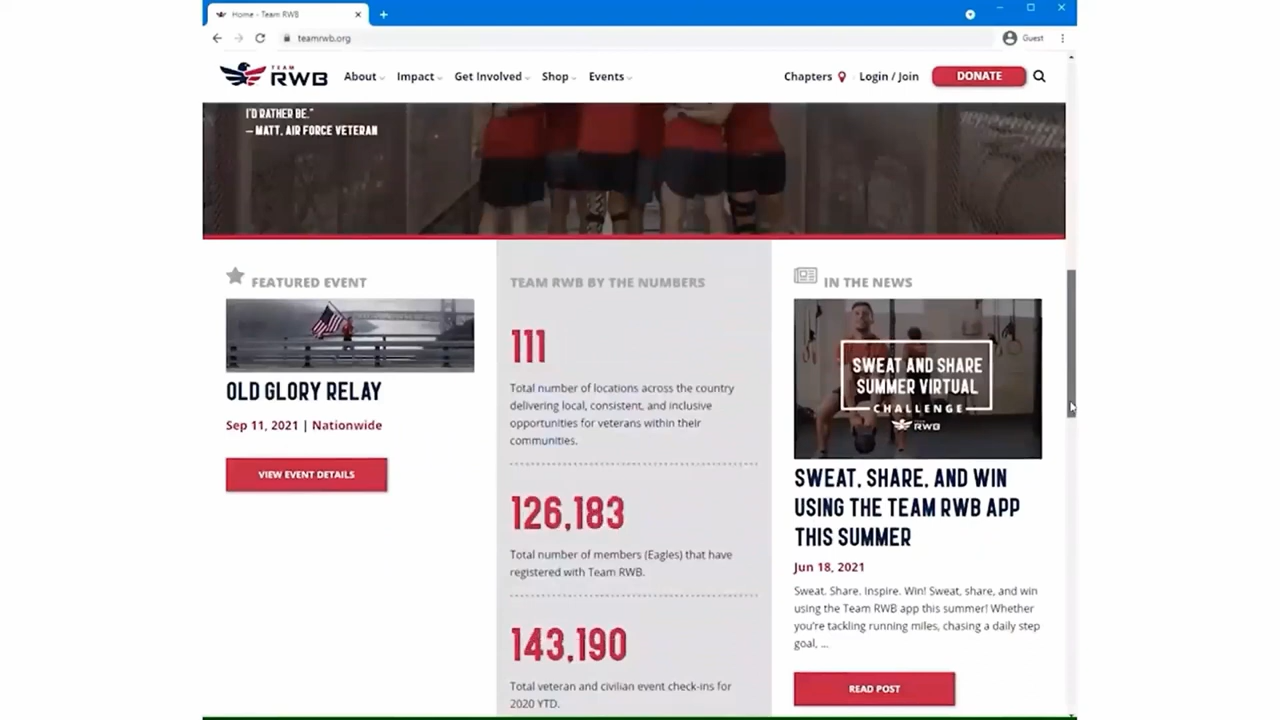 Home - Team RWB
teamrwb.org
Guest
TEAM
RWB
About
Impact
Get Involved
Shop
Events
Chapters
Login / Join
DONATE
I'D RATHER BE."
— MATT, AIR FORCE VETERAN
FEATURED EVENT
OLD GLORY RELAY
Sep 11, 2021 | Nationwide
VIEW EVENT DETAILS
TEAM RWB BY THE NUMBERS
111
Total number of locations across the country
delivering local, consistent, and inclusive
opportunities for veterans within their
communities.
126,183
Total number of members (Eagles) that have
registered with Team RWB.
143,190
Total veteran and civilian event check-ins for
2020 YTD.
IN THE NEWS
SWEAT AND SHARE
SUMMER VIRTUAL
CHALLENGE
RWB
SWEAT, SHARE, AND WIN
USING THE TEAM RWB APP
THIS SUMMER
Jun 18, 2021
Sweat. Share. Inspire. Win! Sweat, share, and win
using the Team RWB app this summer! Whether
you're tackling running miles, chasing a daily step
goal, ...
READ POST